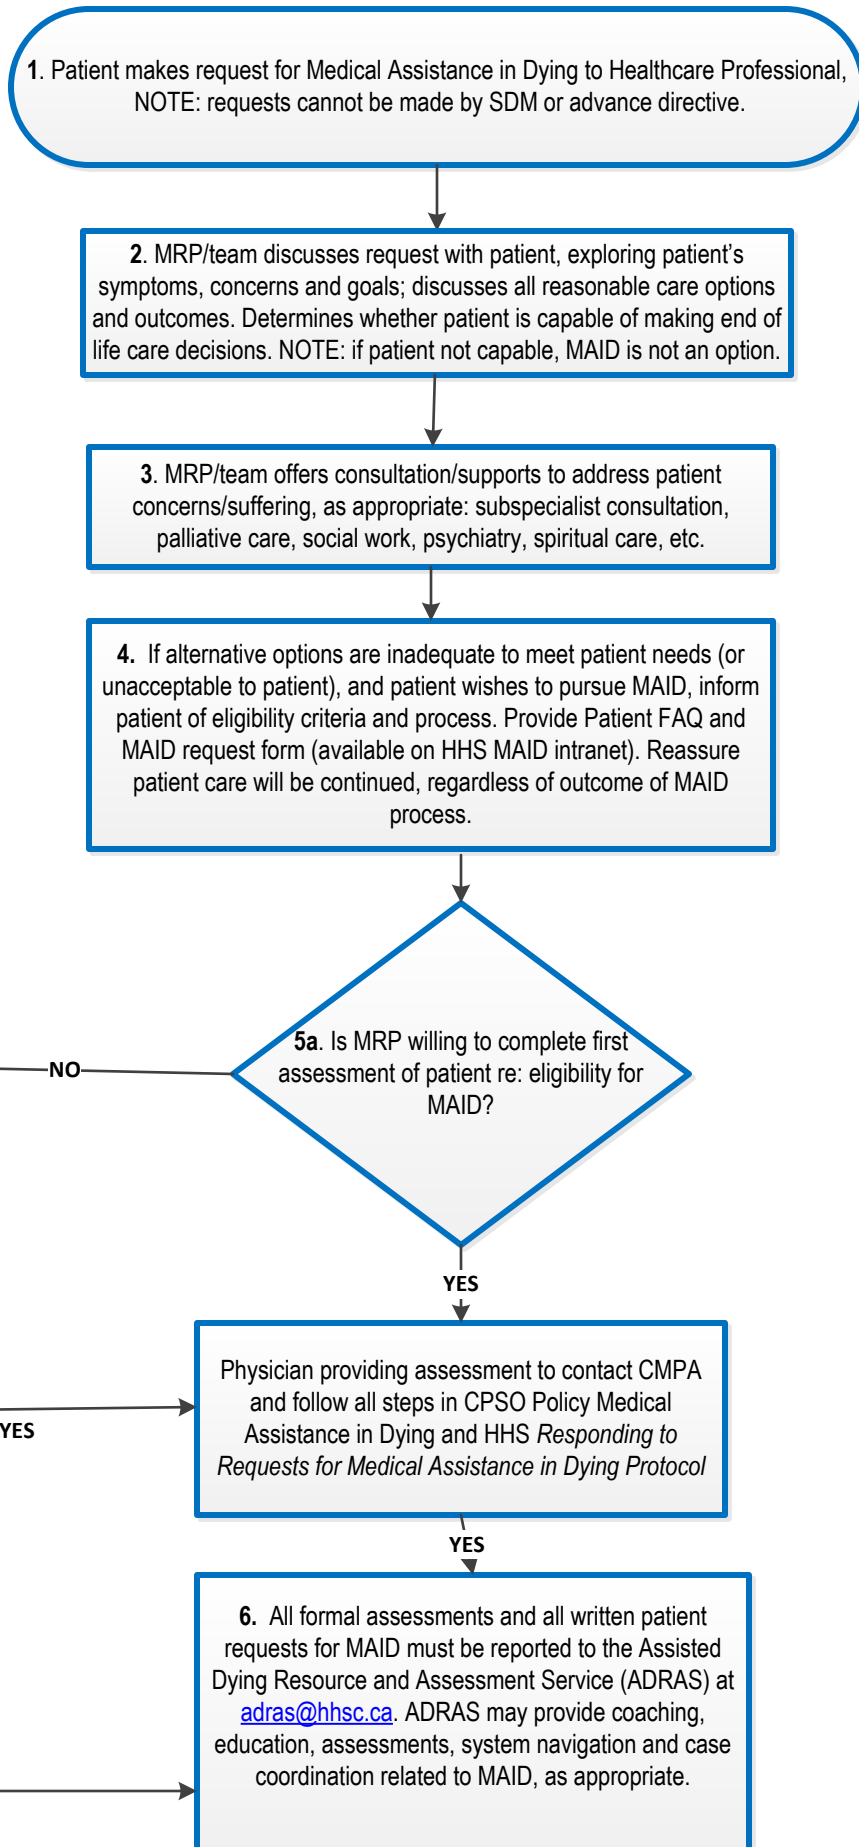 1. Patient makes request for Medical Assistance in Dying to Healthcare Professional,
NOTE: requests cannot be made by SDM or advance directive.
2. MRP/team discusses request with patient, exploring patient's
symptoms, concerns and goals; discusses all reasonable care options
and outcomes. Determines whether patient is capable of making end of
life care decisions. NOTE: if patient not capable, MAID is not an option.
3. MRP/team offers consultation/supports to address patient
concerns/suffering, as appropriate: subspecialist consultation,
palliative care, social work, psychiatry, spiritual care, etc.
4. If alternative options are inadequate to meet patient needs (or
unacceptable to patient), and patient wishes to pursue MAID, inform
patient of eligibility criteria and process. Provide Patient FAQ and
MAID request form (available on HHS MAID intranet). Reassure
patient care will be continued, regardless of outcome of MAID
process.
5a. Is MRP willing to complete first
assessment of patient re: eligibility for
MAID?
NO
YES
Physician providing assessment to contact CMPA
and follow all steps in CPSO Policy Medical
Assistance in Dying and HHS Responding to
Requests for Medical Assistance in Dying Protocol
YES
YES
6. All formal assessments and all written patient
requests for MAID must be reported to the Assisted
Dying Resource and Assessment Service (ADRAS) at
adras@hhsc.ca. ADRAS may provide coaching,
education, assessments, system navigation and case
coordination related to MAID, as appropriate.